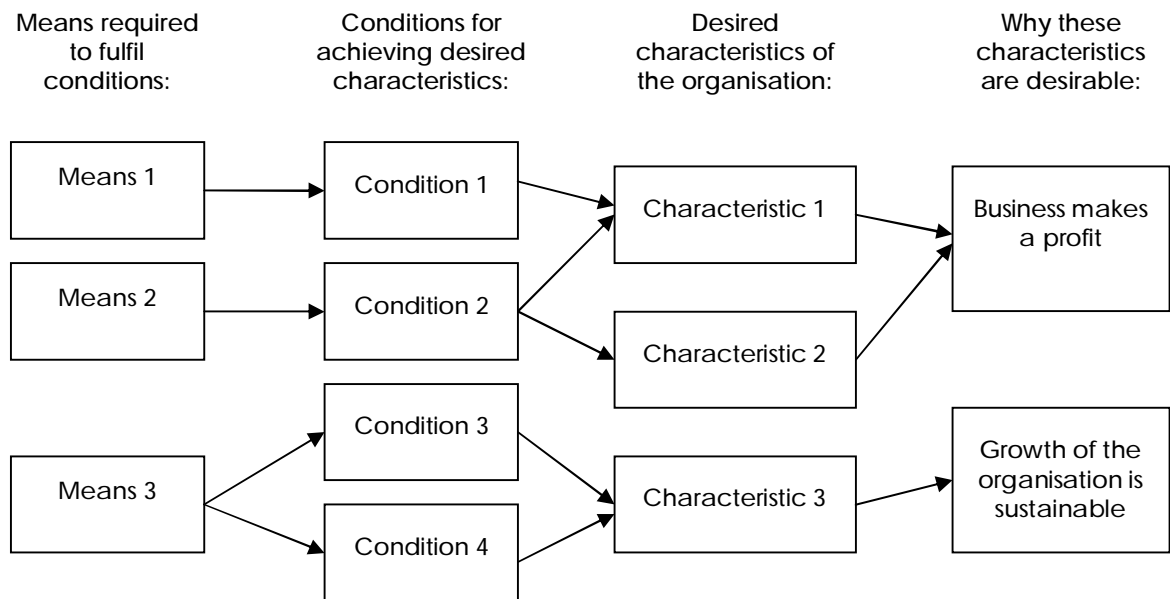 Means required
to fulfil
conditions:
Conditions for
achieving desired
characteristics:
Desired
characteristics of
the organisation:
Why these
characteristics
are desirable:
Means 1
Condition 1
Characteristic 1
Business makes
a profit
Means 2
Condition 2
Characteristic 2
Condition 3
Means 3
Characteristic 3
Growth of the
organisation is
sustainable
Condition 4